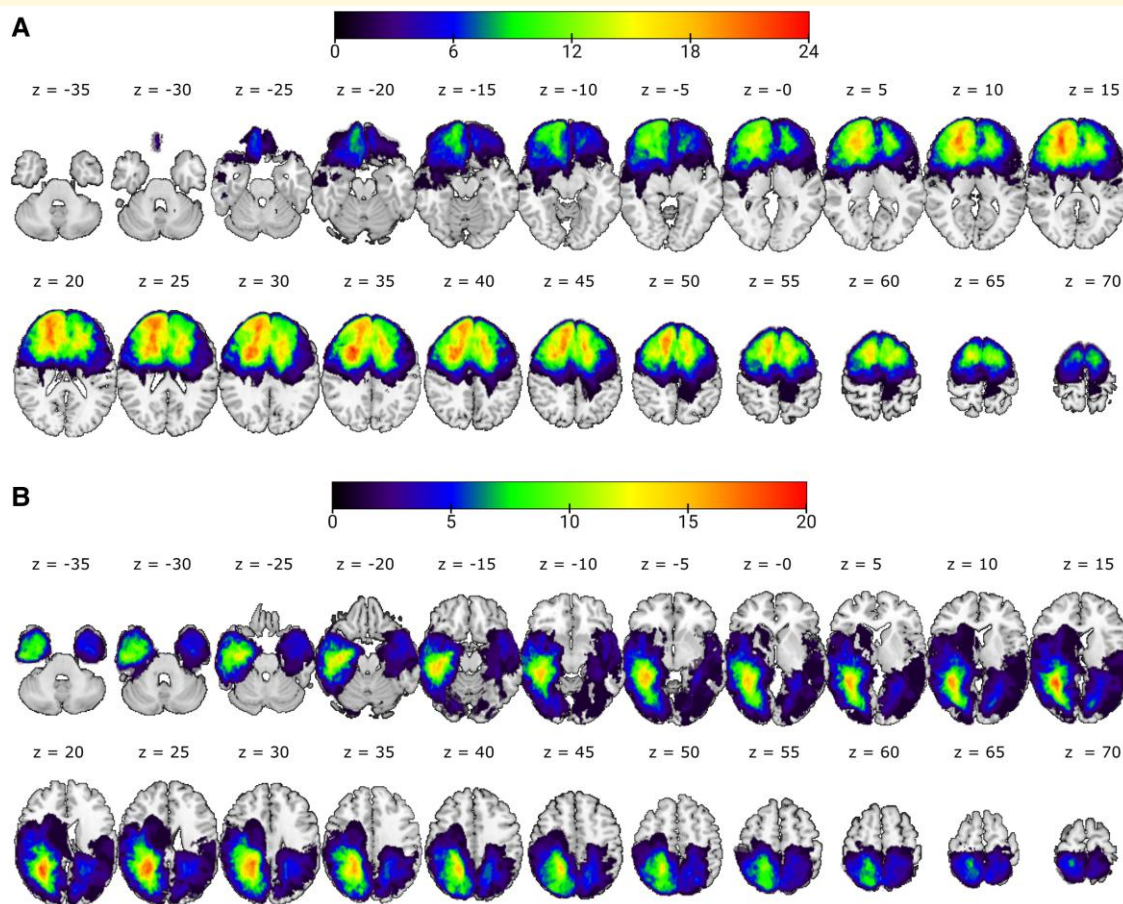 A
0 6 12 18 24
z = -35 z = -30 z = -25 z = -20 z = -15 z = -10 z = -5 z = -0 z = 5 z = 10 z = 15
z = 20 z = 25 z = 30 z = 35 z = 40 z = 45 z = 50 z = 55 z = 60 z = 65 z = 70
B
0 5 10 15 20
z = -35 z = -30 z = -25 z = -20 z = -15 z = -10 z = -5 z = -0 z = 5 z = 10 z = 15
z = 20 z = 25 z = 30 z = 35 z = 40 z = 45 z = 50 z = 55 z = 60 z = 65 z = 70